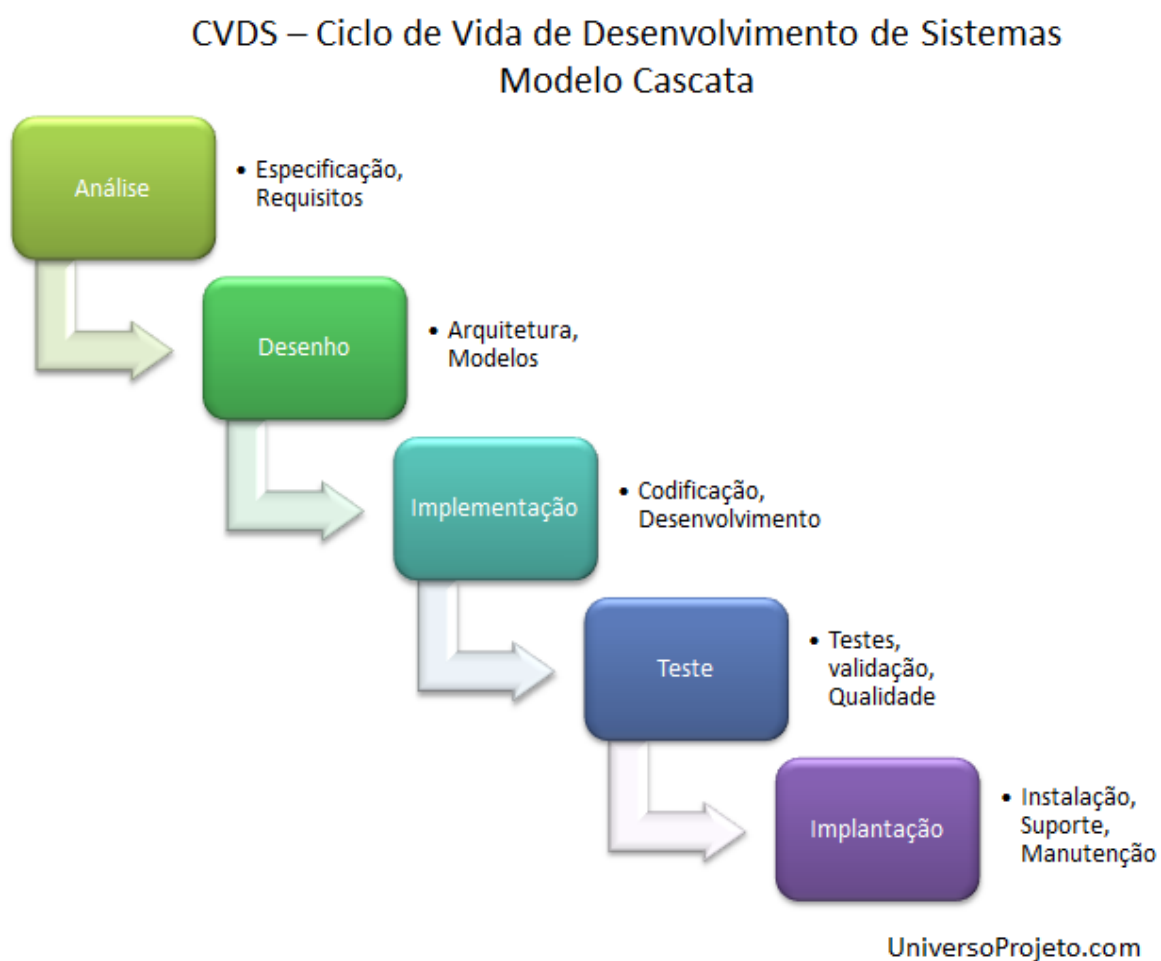 CVDS – Ciclo de Vida de Desenvolvimento de Sistemas
Modelo Cascata
Análise
• Especificação,
Requisitos
Desenho
• Arquitetura,
Modelos
Implementação
• Codificação,
Desenvolvimento
Teste
• Testes,
validação,
Qualidade
Implantação
• Instalação,
Suporte,
Manutenção
UniversoProjeto.com